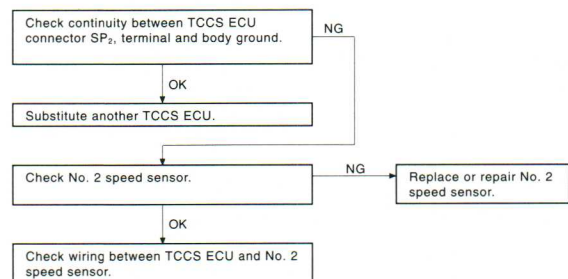 Check continuity between TCCS ECU
connector SP₂, terminal and body ground.
NG
OK
Substitute another TCCS ECU.
Check No. 2 speed sensor.
NG
Replace or repair No. 2
speed sensor.
OK
Check wiring between TCCS ECU and No. 2
speed sensor.